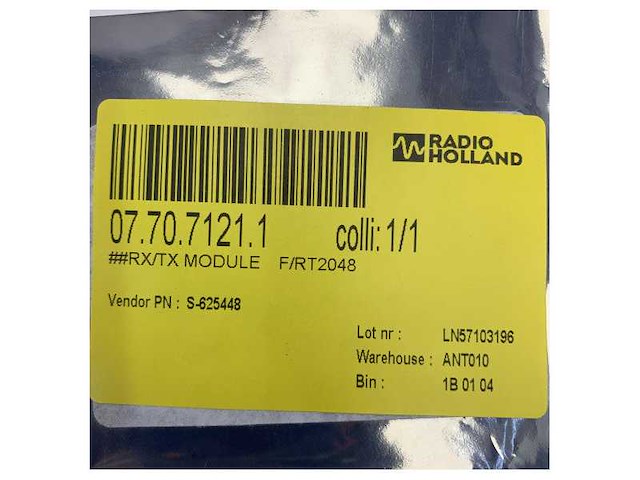 RADIO
HOLLAND
07.70.7121.1 colli: 1/1
##RX/TX MODULE F/RT2048
Vendor PN : S-625448
Lot nr : LN57103196
Warehouse : ANT010
Bin : 1B 01 04